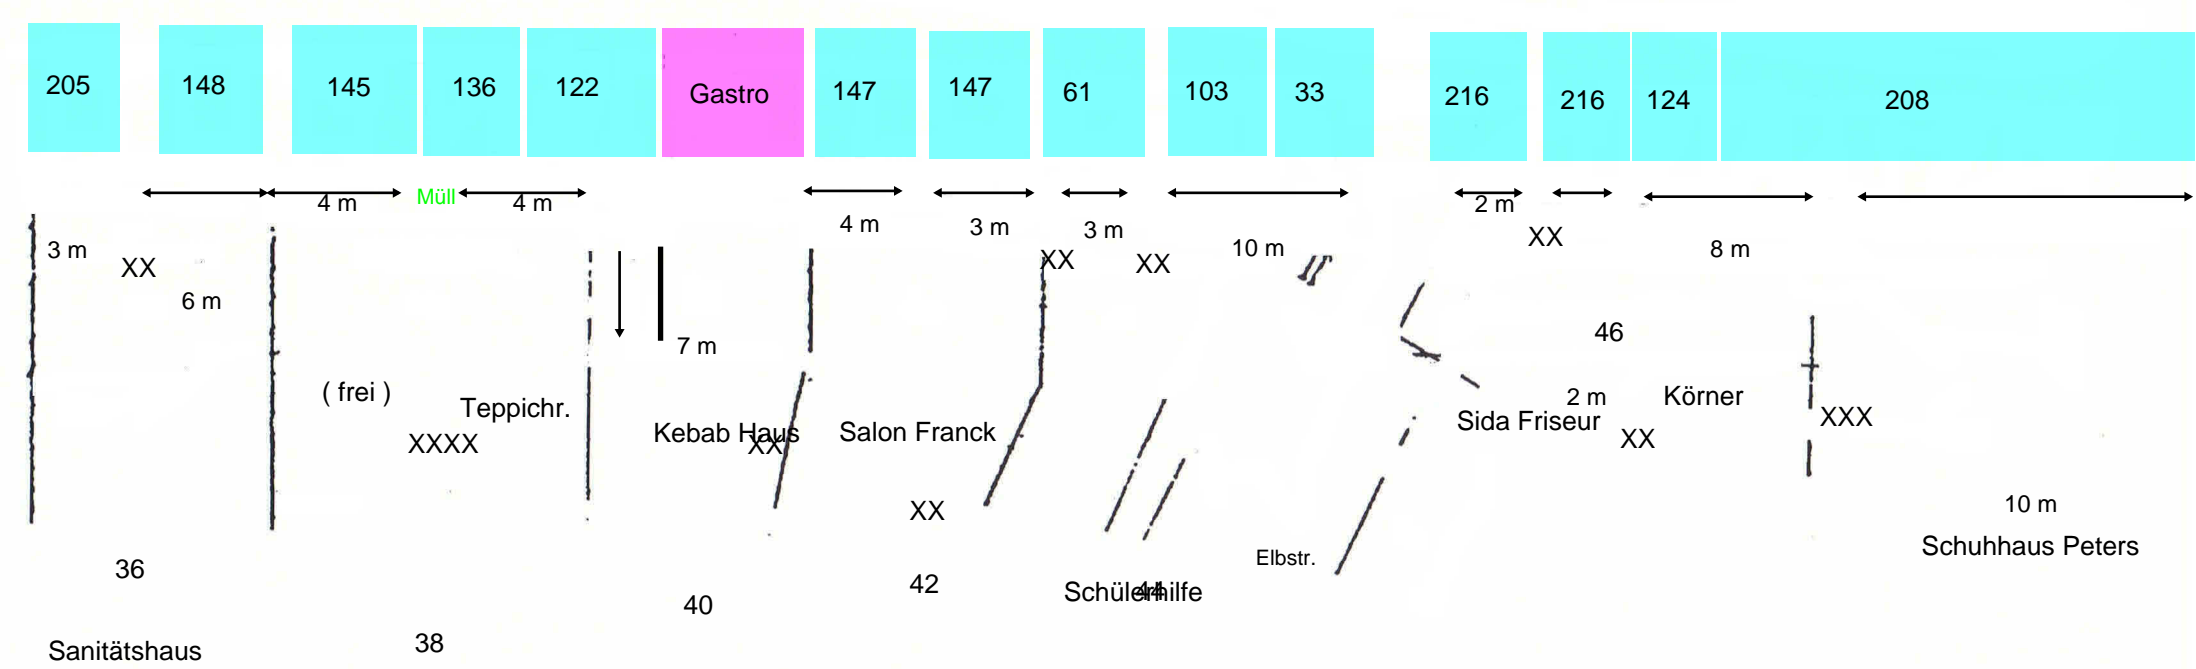 205 148 145 136 122 Gastro 147 147 61 103 33 216 216 124 208
4 m Müll 4 m 2 m
3 m XX 6 m 7 m 4 m 3 m 3 m XX XX 10 m XX 8 m
46
( frei ) Teppichr. 2 m Körner
XXXX Kebab Haus XX Salon Franck Sida Friseur XX XXX
XX 10 m
Elbstr. Schuhhaus Peters
36 42 Schülerhilfe 44
40
Sanitätshaus 38